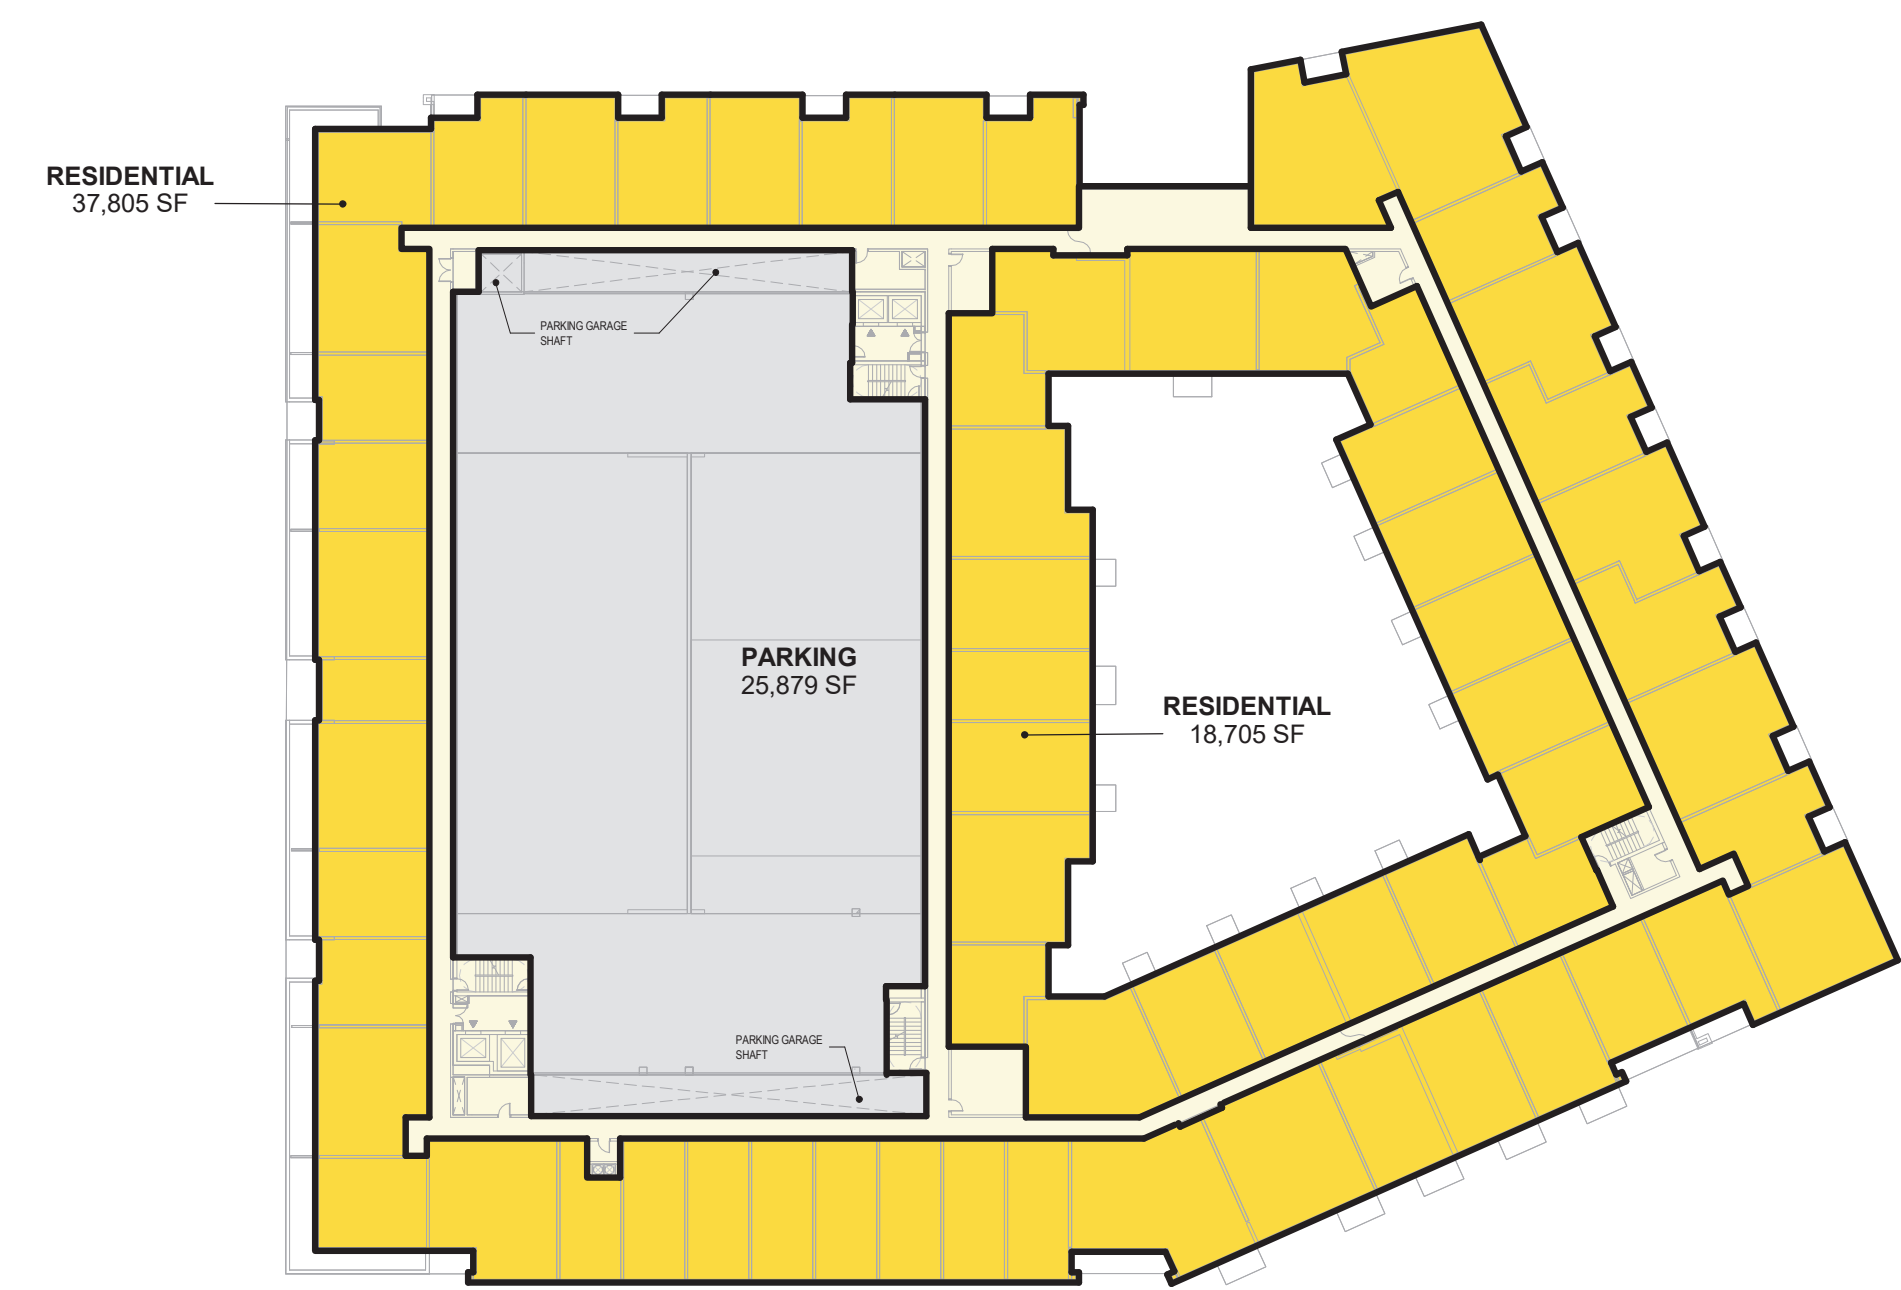 RESIDENTIAL
37,805 SF
PARKING GARAGE
SHAFT
PARKING
25,879 SF
RESIDENTIAL
18,705 SF
PARKING GARAGE
SHAFT